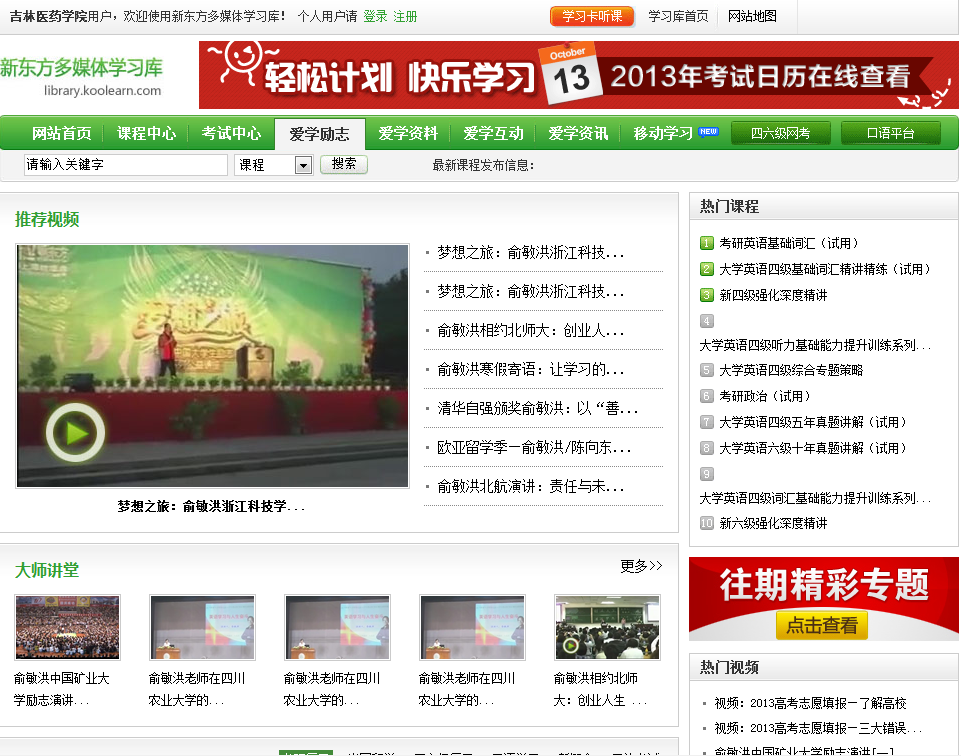 吉林医药学院用户，欢迎使用新东方多媒体学习库！ 个人用户请 登录 注册
学习卡听课 学习库首页 网站地图
新东方多媒体学习库
library.koolearn.com
轻松计划 快乐学习 October 13 2013年考试日历在线查看
网站首页 课程中心 考试中心 爱学励志 爱学资料 爱学互动 爱学资讯 移动学习 NEW 四六级网考 口语平台
请输入关键字 课程 搜索 最新课程发布信息：
推荐视频
梦想之旅：俞敏洪浙江科技学...
· 梦想之旅：俞敏洪浙江科技...
· 梦想之旅：俞敏洪浙江科技...
· 俞敏洪相约北师大：创业人...
· 俞敏洪寒假寄语：让学习的...
· 清华自强颁奖俞敏洪：以“善...
· 欧亚留学季—俞敏洪/陈向东...
· 俞敏洪北航演讲：责任与未...
热门课程
1 考研英语基础词汇（试用）
2 大学英语四级基础词汇精讲精练（试用）
3 新四级强化深度精讲
4
大学英语四级听力基础能力提升训练系列...
5 大学英语四级综合专题策略
6 考研政治（试用）
7 大学英语四级五年真题讲解（试用）
8 大学英语六级十年真题讲解（试用）
9
大学英语四级词汇基础能力提升训练系列...
10 新六级强化深度精讲
大师讲堂
更多>>
俞敏洪中国矿业大
学励志演讲...
俞敏洪老师在四川
农业大学的...
俞敏洪老师在四川
农业大学的...
俞敏洪老师在四川
农业大学的...
俞敏洪相约北师
大：创业人生 ...
往期精彩专题
点击查看
热门视频
· 视频：2013高考志愿填报—了解高校
· 视频：2013高考志愿填报—三大错误...
· 俞敏洪中国矿业大学励志演讲[一]